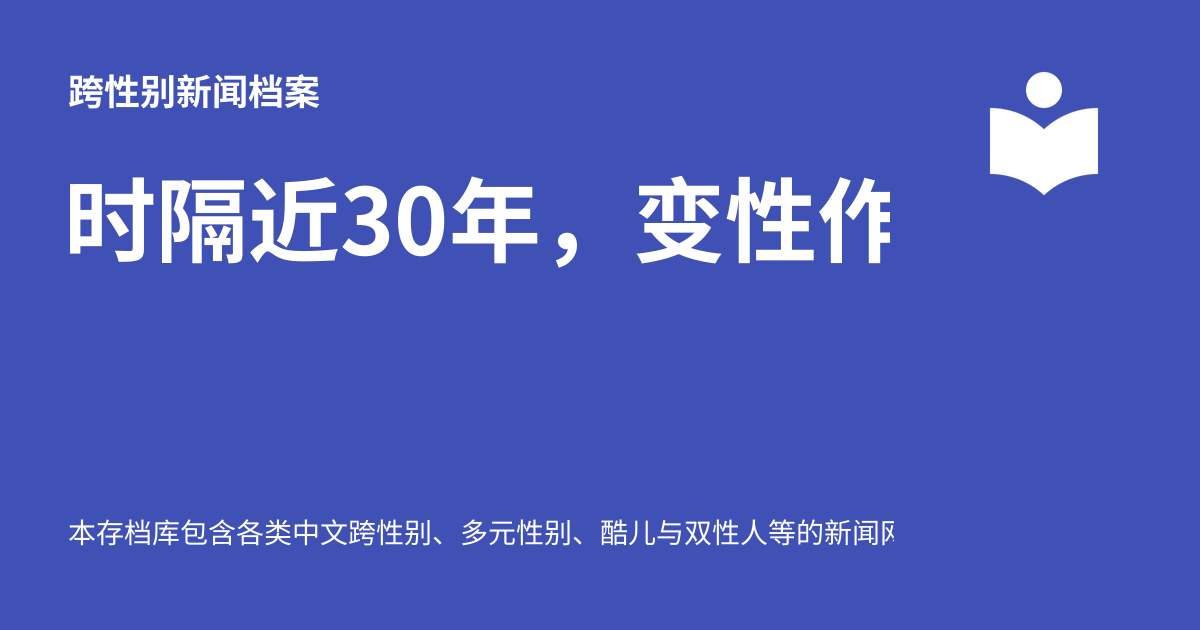 跨性别新闻档案
时隔近30年，变性作
本存档库包含各类中文跨性别、多元性别、酷儿与双性人等的新闻网